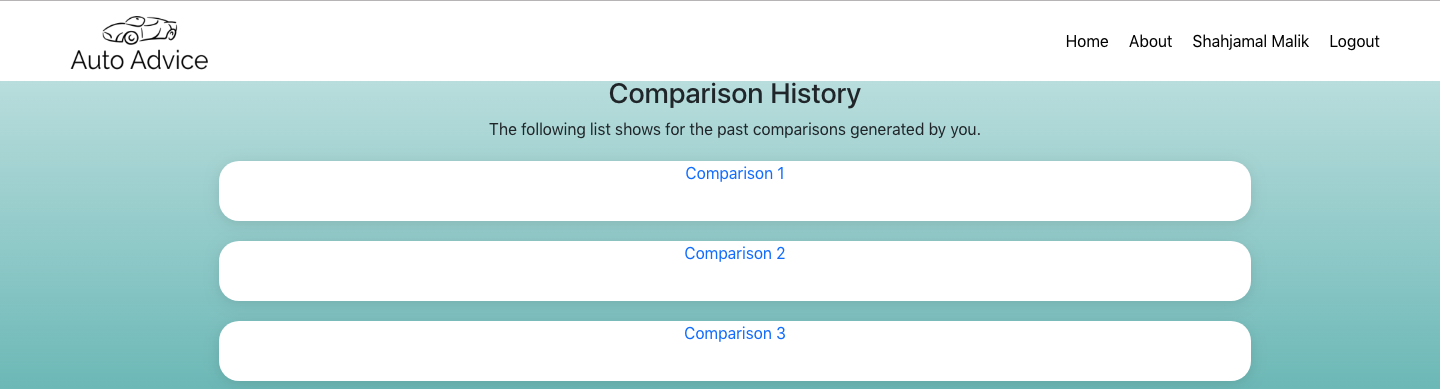 Auto Advice
Home About Shahjamal Malik Logout
Comparison History
The following list shows for the past comparisons generated by you.
Comparison 1
Comparison 2
Comparison 3